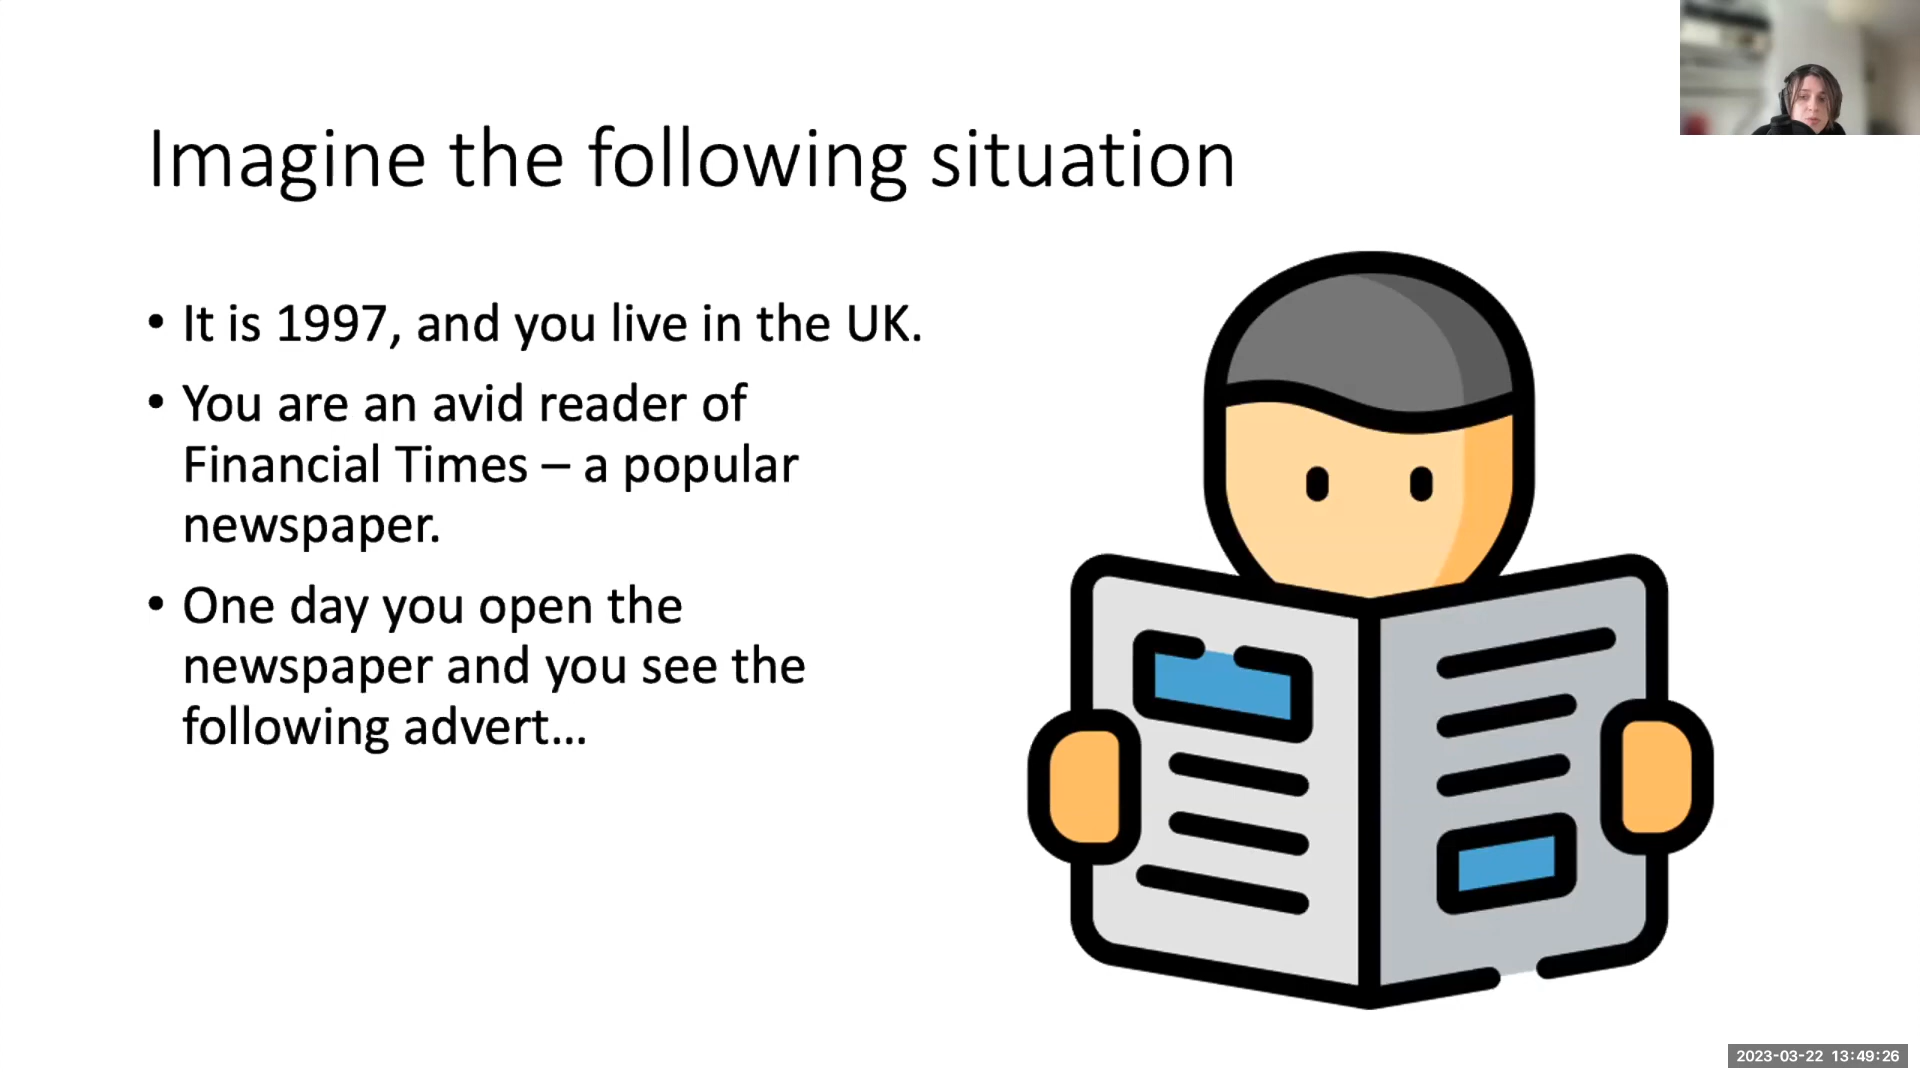 Imagine the following situation
• It is 1997, and you live in the UK.
• You are an avid reader of
Financial Times – a popular
newspaper.
• One day you open the
newspaper and you see the
following advert...
2023-03-22 13:49:26